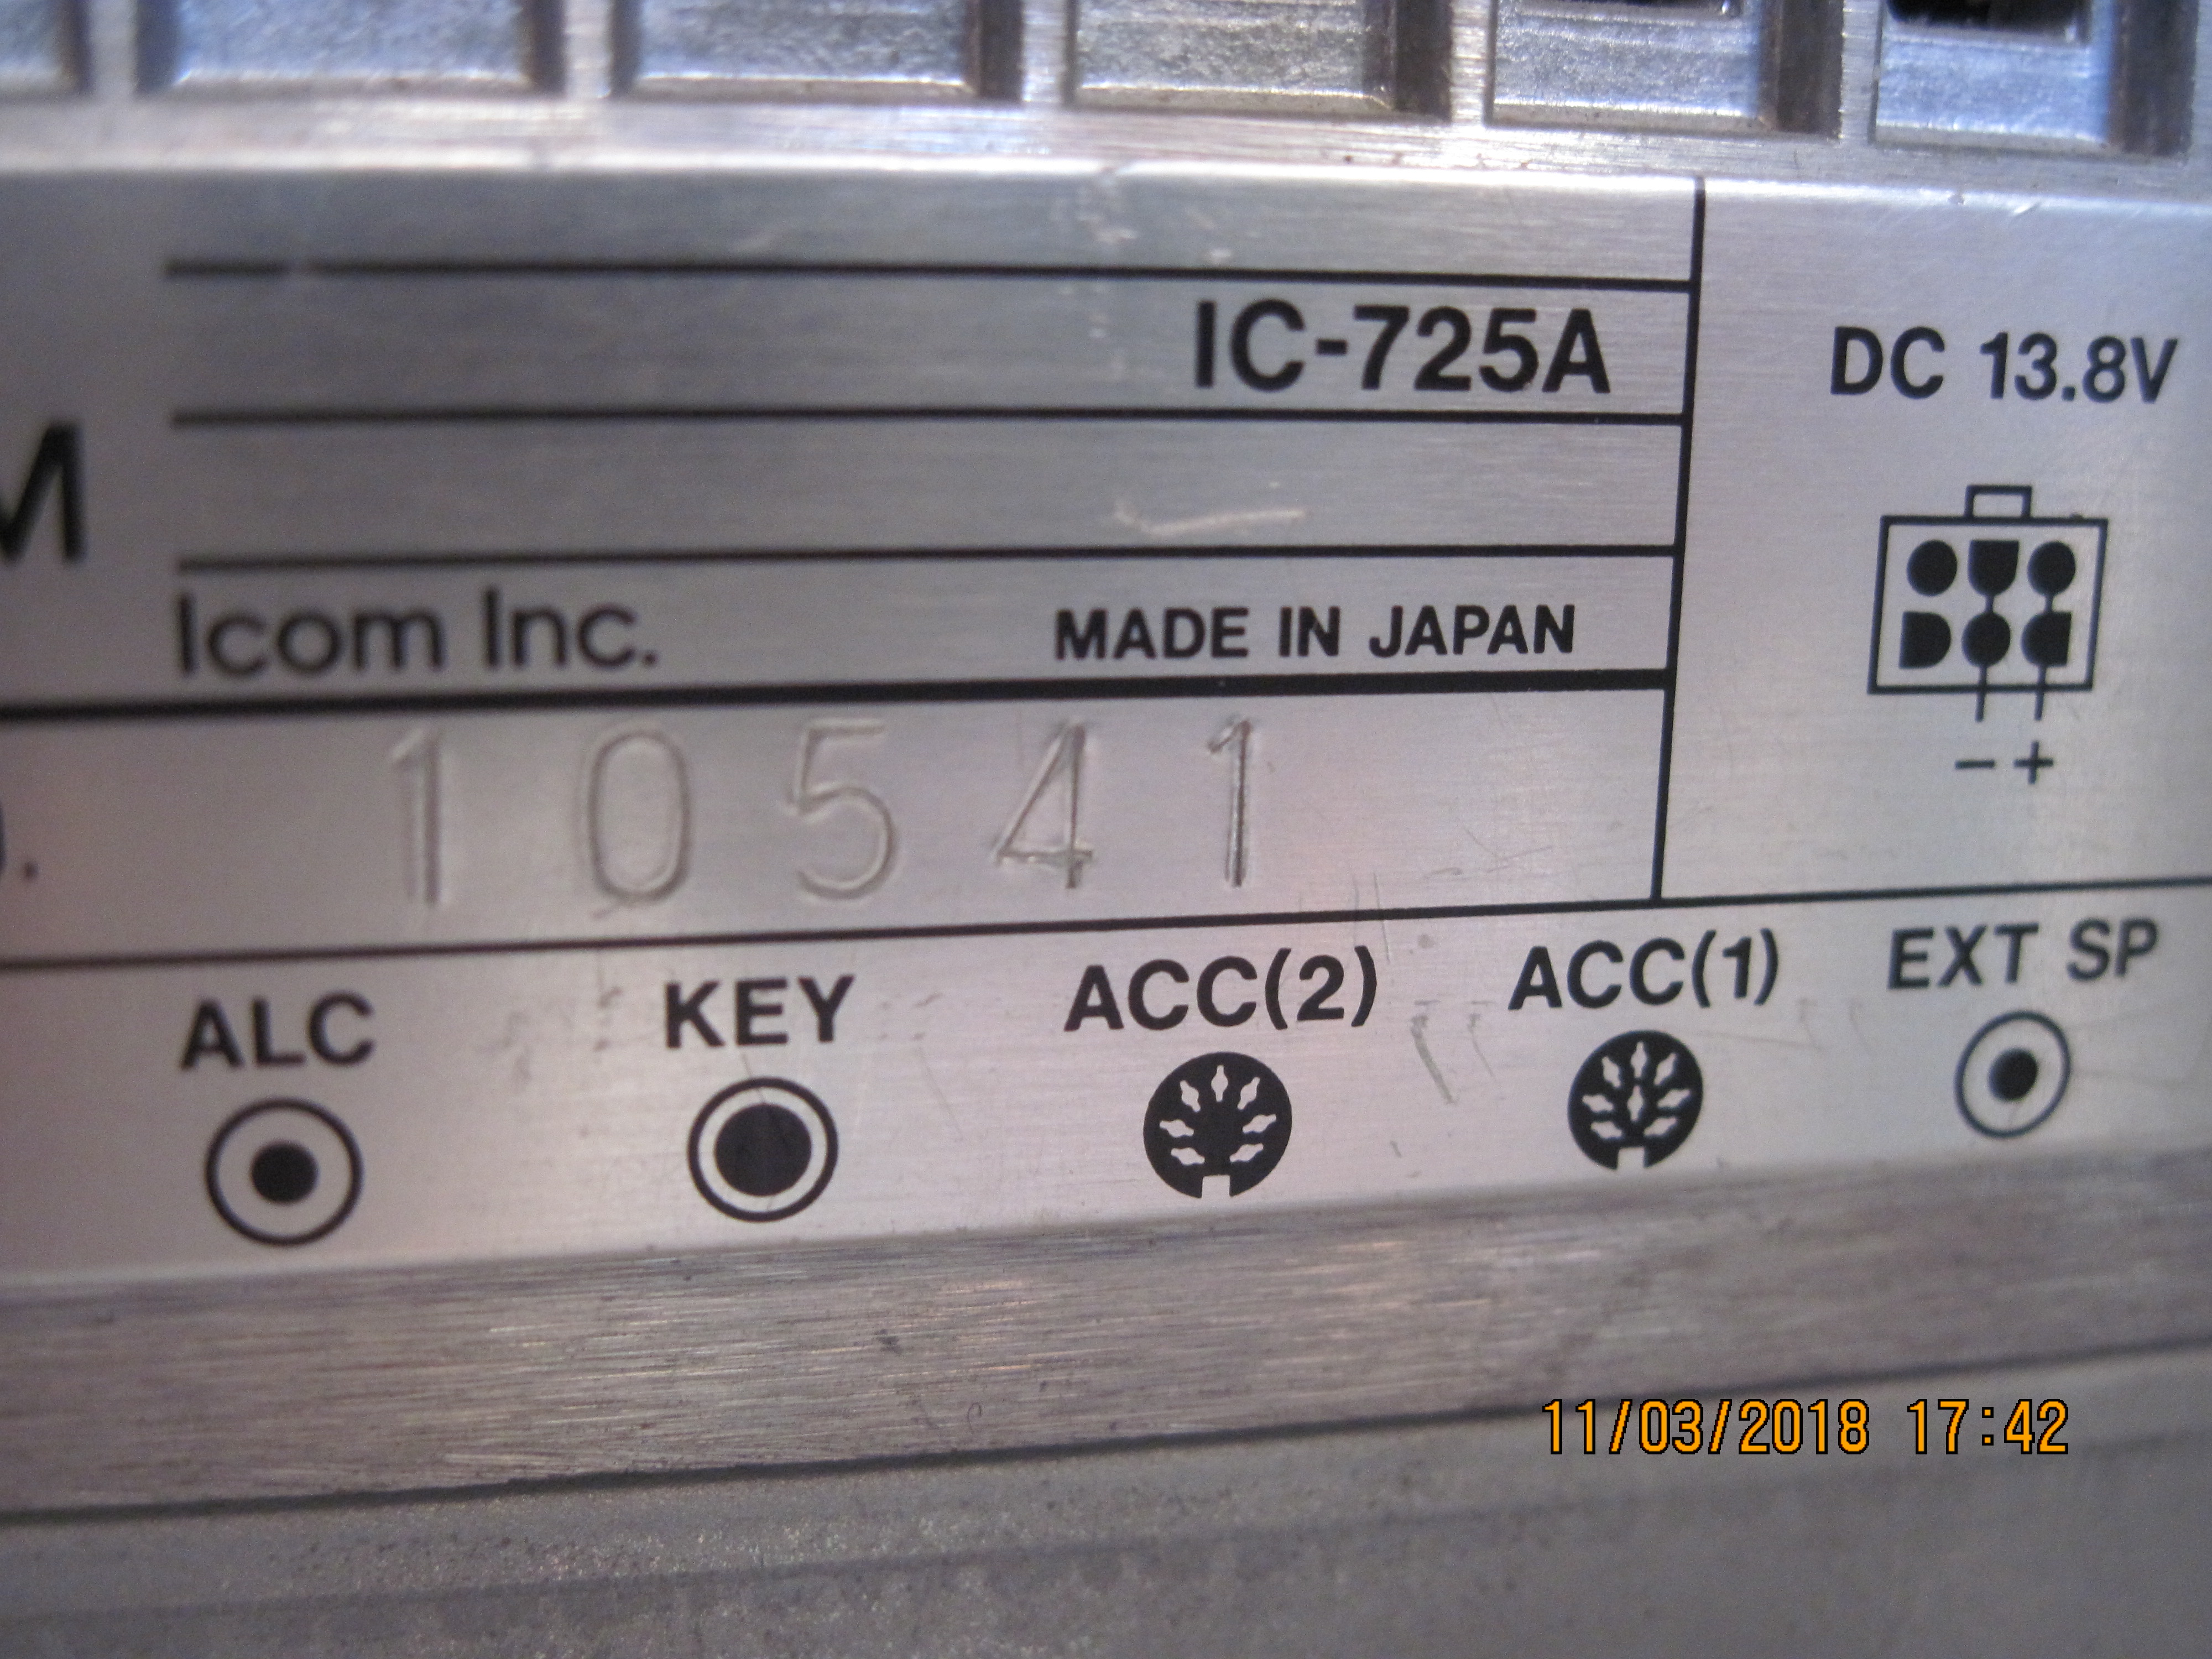 IC-725A
DC 13.8V
M
Icom Inc. MADE IN JAPAN
- +
10541
ALC KEY ACC(2) ACC(1) EXT SP
11/03/2018 17:42